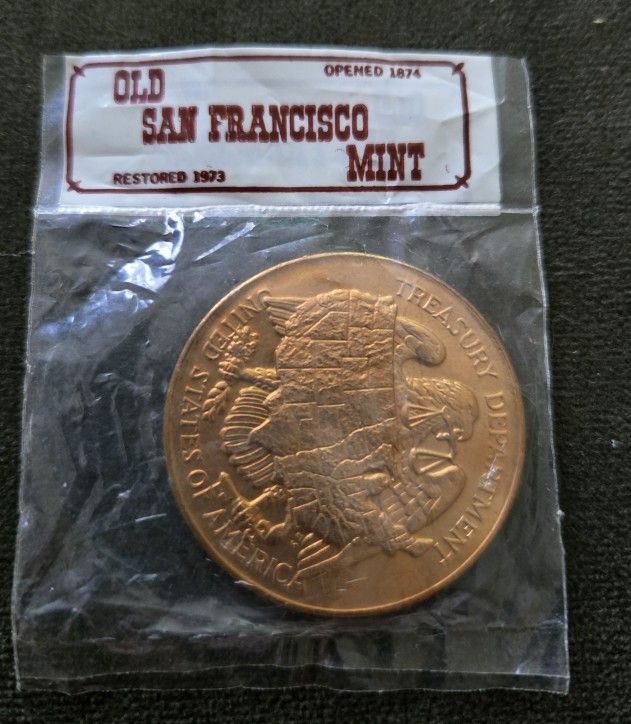 OLD
OPENED 1874
SAN FRANCISCO
MINT
RESTORED 1973
TREASURY DEPARTMENT
UNITED STATES OF AMERICA